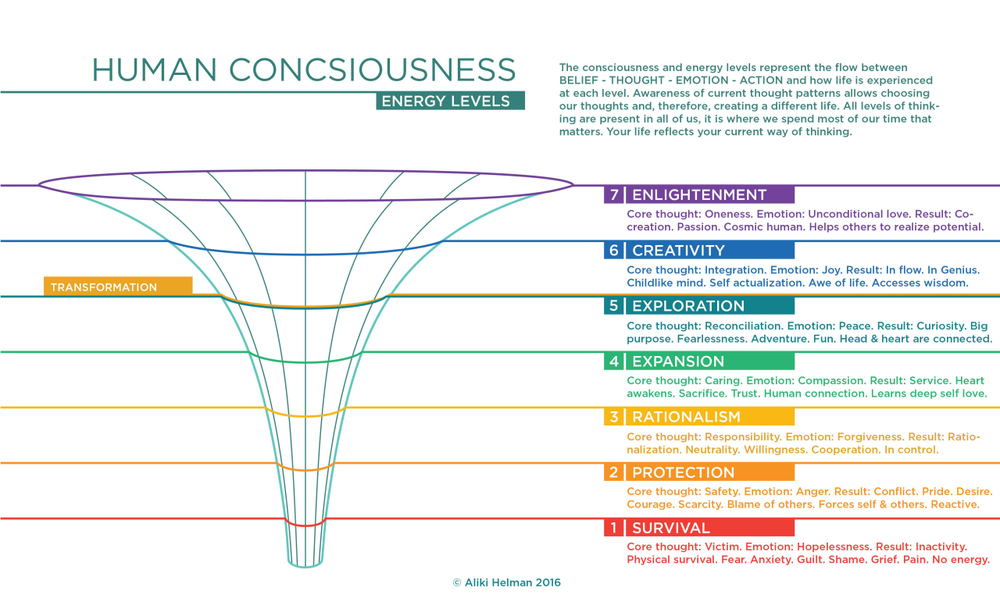 HUMAN CONCSIOUSNESS
ENERGY LEVELS
The consciousness and energy levels represent the flow between
BELIEF - THOUGHT - EMOTION - ACTION and how life is experienced
at each level. Awareness of current thought patterns allows choosing
our thoughts and, therefore, creating a different life. All levels of think-
ing are present in all of us, it is where we spend most of our time that
matters. Your life reflects your current way of thinking.
7 ENLIGHTENMENT
Core thought: Oneness. Emotion: Unconditional love. Result: Co-
creation. Passion. Cosmic human. Helps others to realize potential.
6 CREATIVITY
Core thought: Integration. Emotion: Joy. Result: In flow. In Genius.
Childlike mind. Self actualization. Awe of life. Accesses wisdom.
TRANSFORMATION
5 EXPLORATION
Core thought: Reconciliation. Emotion: Peace. Result: Curiosity. Big
purpose. Fearlessness. Adventure. Fun. Head & heart are connected.
4 EXPANSION
Core thought: Caring. Emotion: Compassion. Result: Service. Heart
awakens. Sacrifice. Trust. Human connection. Learns deep self love.
3 RATIONALISM
Core thought: Responsibility. Emotion: Forgiveness. Result: Ratio-
nalization. Neutrality. Willingness. Cooperation. In control.
2 PROTECTION
Core thought: Safety. Emotion: Anger. Result: Conflict. Pride. Desire.
Courage. Scarcity. Blame of others. Forces self & others. Reactive.
1 SURVIVAL
Core thought: Victim. Emotion: Hopelessness. Result: Inactivity.
Physical survival. Fear. Anxiety. Guilt. Shame. Grief. Pain. No energy.
© Aliki Helman 2016